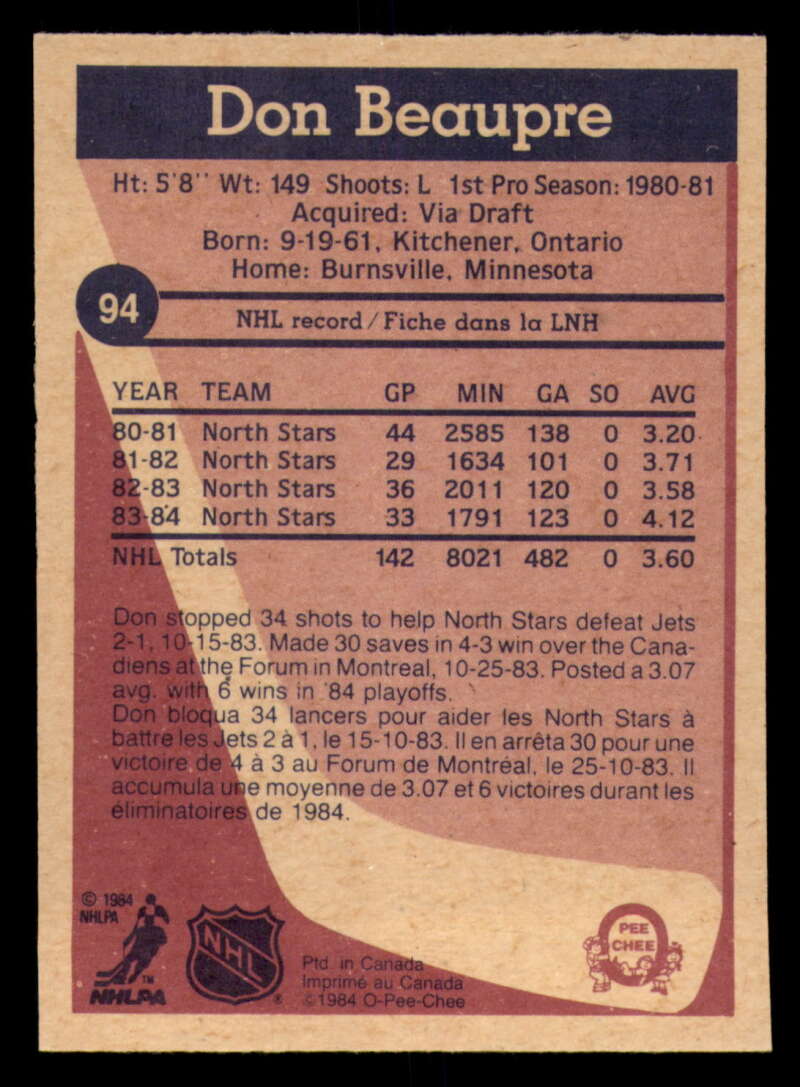 Don Beaupre
Ht: 5'8'' Wt: 149 Shoots: L 1st Pro Season: 1980-81
Acquired: Via Draft
Born: 9-19-61, Kitchener, Ontario
Home: Burnsville, Minnesota
94
NHL record/Fiche dans la LNH
YEAR TEAM GP MIN GA SO AVG
80-81 North Stars 44 2585 138 0 3.20
81-82 North Stars 29 1634 101 0 3.71
82-83 North Stars 36 2011 120 0 3.58
83-84 North Stars 33 1791 123 0 4.12
NHL Totals 142 8021 482 0 3.60
Don stopped 34 shots to help North Stars defeat Jets
2-1, 10-15-83. Made 30 saves in 4-3 win over the Cana-
diens at the Forum in Montreal, 10-25-83. Posted a 3.07
avg. with 6 wins in '84 playoffs.
Don bloqua 34 lancers pour aider les North Stars à
battre les Jets 2 à 1, le 15-10-83. Il en arrêta 30 pour une
victoire de 4 à 3 au Forum de Montréal, le 25-10-83. Il
accumula une moyenne de 3.07 et 6 victoires durant les
éliminatoires de 1984.
© 1984
NHLPA
TM
NHLPA
NHL
®
Ptd. in Canada
Imprimé au Canada
©1984 O-Pee-Chee
PEE
CHEE